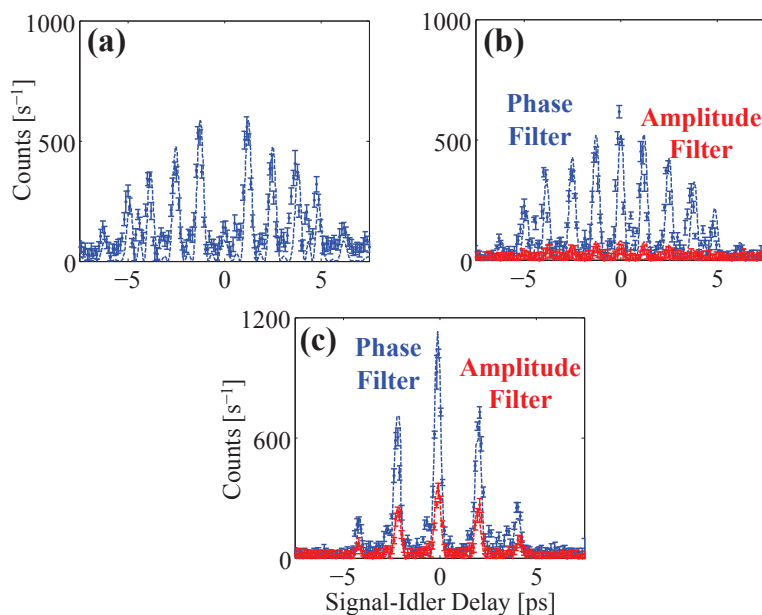 (a)
1000
500
0
Counts [s⁻¹]
−5
0
5
(b)
1000
500
0
Phase
Filter
Amplitude
Filter
−5
0
5
(c)
1200
600
0
Counts [s⁻¹]
Phase
Filter
Amplitude
Filter
−5
0
5
Signal-Idler Delay [ps]